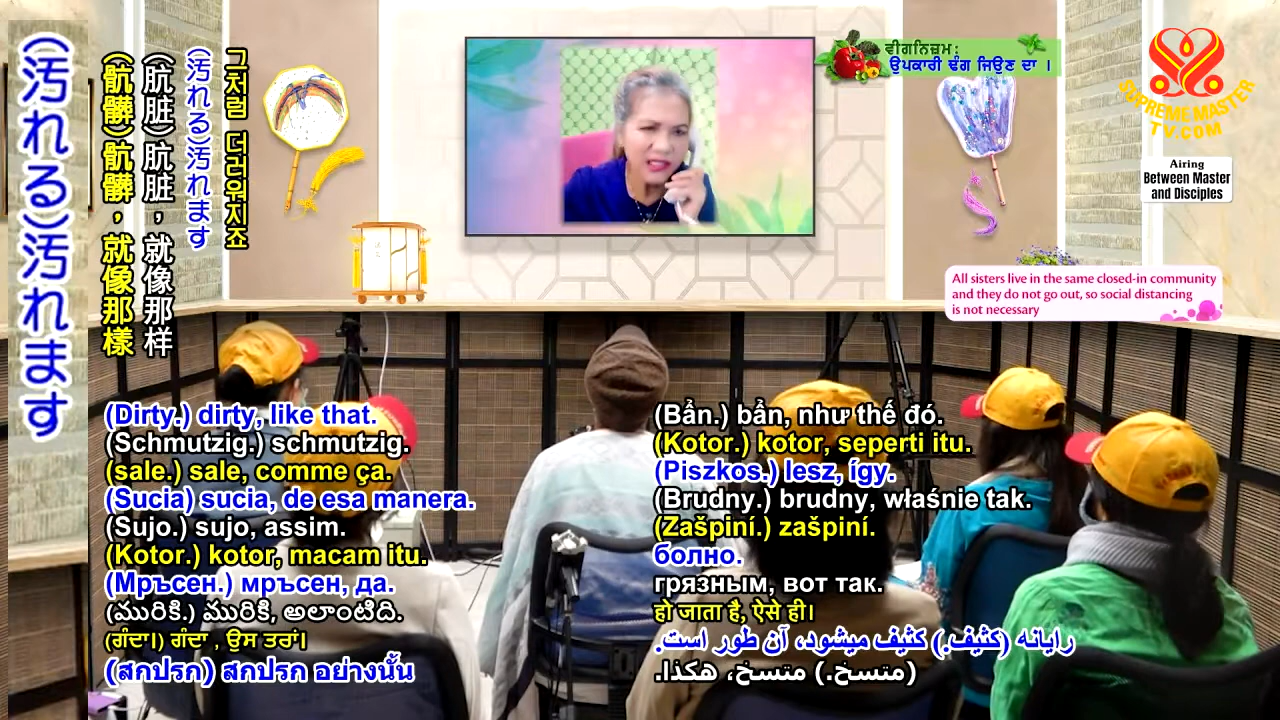 (汚れる)汚れます
(骯髒)骯髒，就像那樣
(肮脏)肮脏，就像那样
(汚れる)汚れます
그처럼 더러워지죠
ਵੀਗਨਿਜ਼ਮ:
ਉਪਕਾਰੀ ਢੰਗ ਜਿਉਣ ਦਾ ।
SUPREME MASTER
TV.COM
Airing
Between Master
and Disciples
All sisters live in the same closed-in community
and they do not go out, so social distancing
is not necessary
(Dirty.) dirty, like that.
(Schmutzig.) schmutzig.
(sale.) sale, comme ça.
(Sucia) sucia, de esa manera.
(Sujo.) sujo, assim.
(Kotor.) kotor, macam itu.
(Мръсен.) мръсен, да.
(మురికి.) మురికి, అలాంటిది.
(ਗੰਦਾ।) ਗੰਦਾ , ਉਸ ਤਰਾਂ।
(สกปรก) สกปรก อย่างนั้น
(Bẩn.) bẩn, như thế đó.
(Kotor.) kotor, seperti itu.
(Piszkos.) lesz, így.
(Brudny.) brudny, właśnie tak.
(Zašpiní.) zašpiní.
болно.
грязным, вот так.
हो जाता है, ऐसे ही।
رایانه (کثیف.) کثیف میشود، آن طور است.
(متسخ.) متسخ، هكذا.